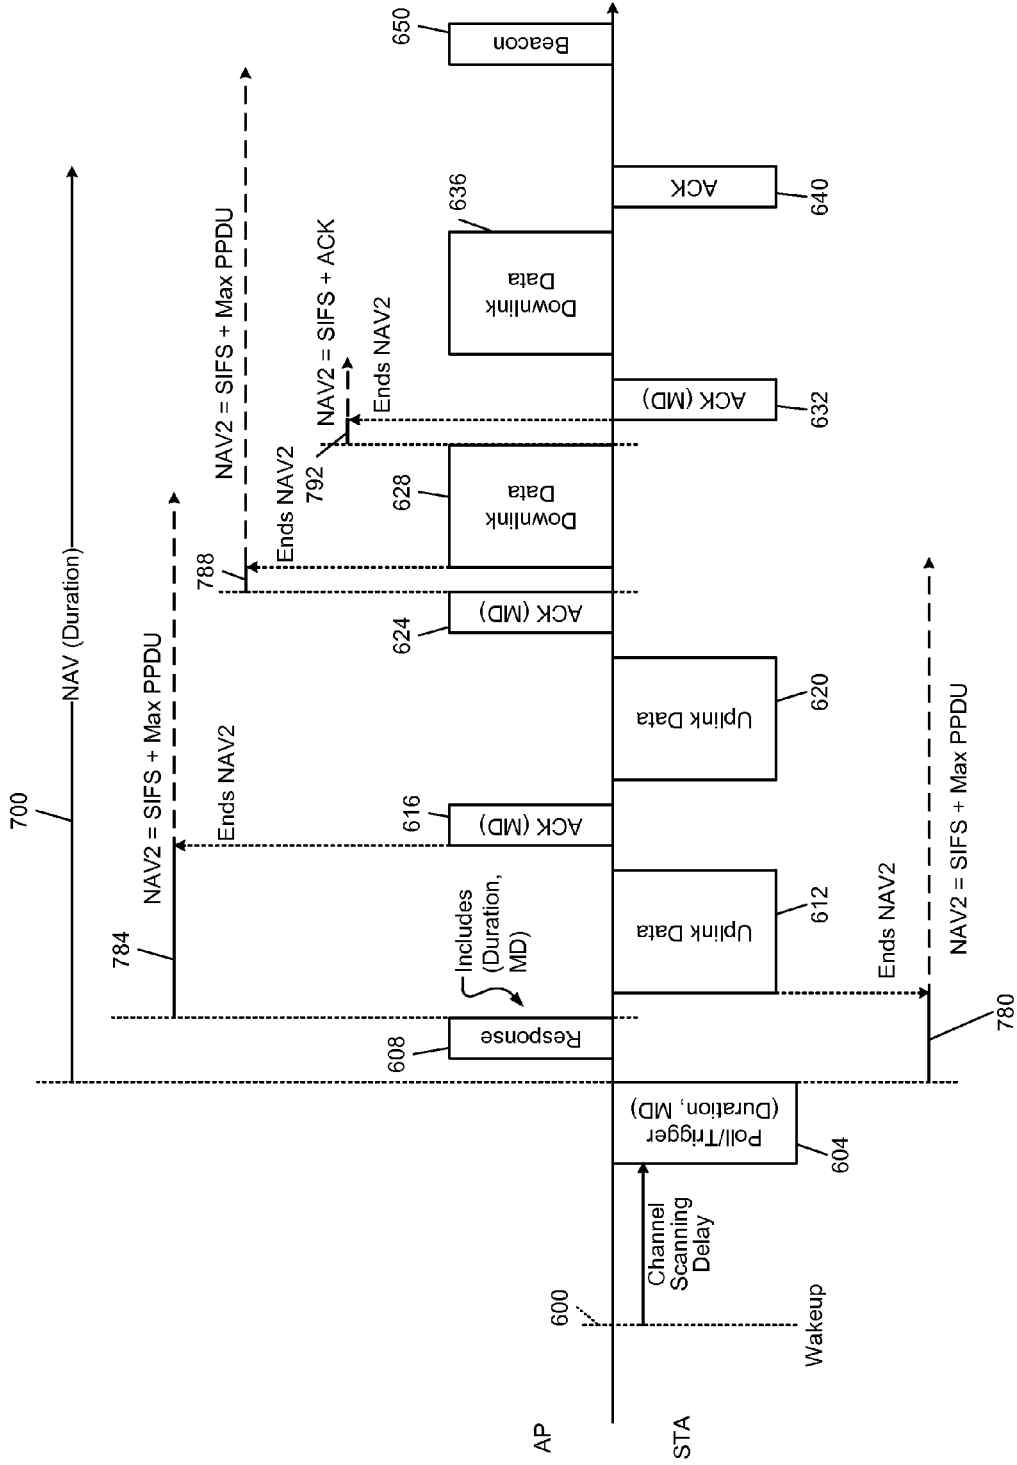 700
NAV (Duration)
784
NAV2 = SIFS + Max PPDU
Ends NAV2
788
NAV2 = SIFS + Max PPDU
Ends NAV2
792
NAV2 = SIFS + ACK
Ends NAV2
AP
608
Response
Includes
(Duration,
MD)
616
ACK (MD)
624
ACK (MD)
628
Downlink
Data
636
Downlink
Data
650
Beacon
STA
600
Wakeup
Channel
Scanning
Delay
Poll/Trigger
(Duration, MD)
604
Uplink Data
612
Uplink Data
620
ACK (MD)
632
ACK
640
Ends NAV2
780
NAV2 = SIFS + Max PPDU